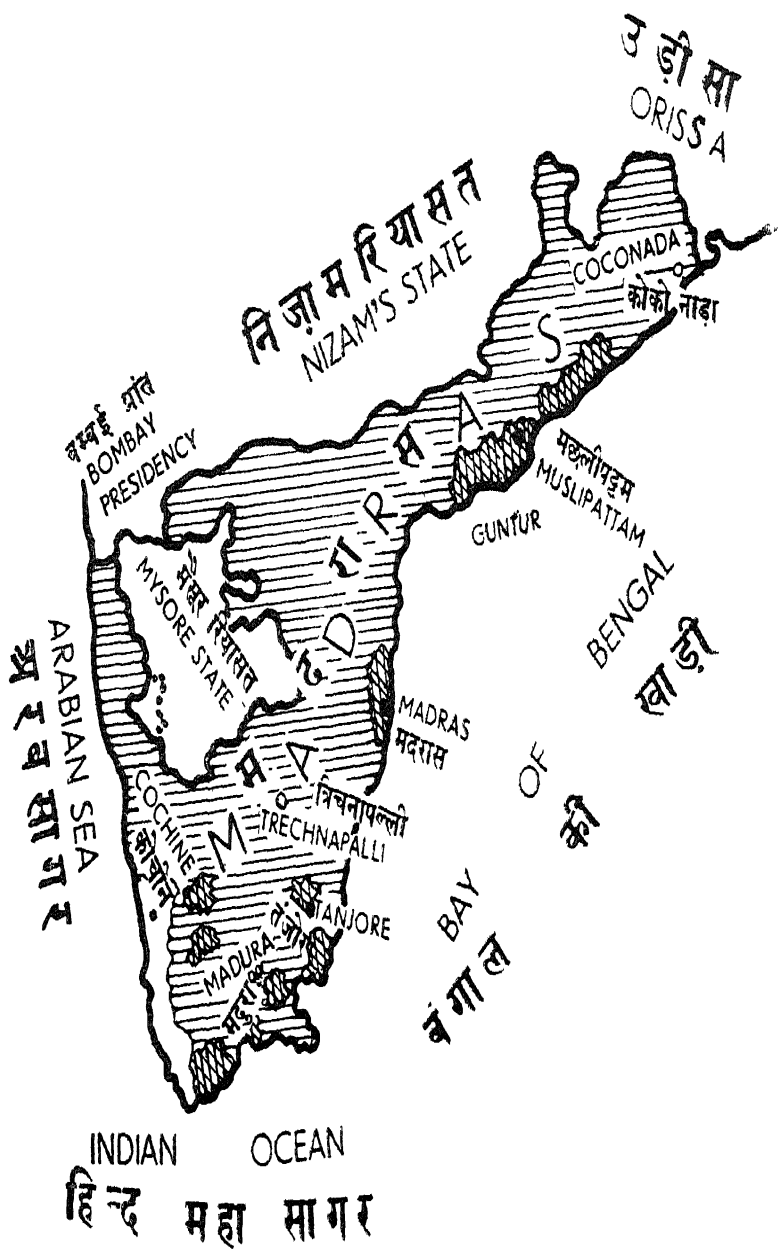 उड़ीसा
ORISSA
निज़ाम रियासत
NIZAM'S STATE
COCONADA
कोकोनाड़ा
बम्बई प्रांत
BOMBAY
PRESIDENCY
मद्रास
MADRAS
मछलीपट्टम
MUSLIPATTAM
GUNTUR
मैसूर रियासत
MYSORE STATE
ARABIAN SEA
अरब सागर
MADRAS
मदरास
त्रिचनापल्ली
TRECHNAPALLI
COCHINE
कोचीन
TANJORE
तंजोर
MADURA
मदुरा
BAY OF BENGAL
बंगाल की खाड़ी
INDIAN OCEAN
हिन्द महा सागर